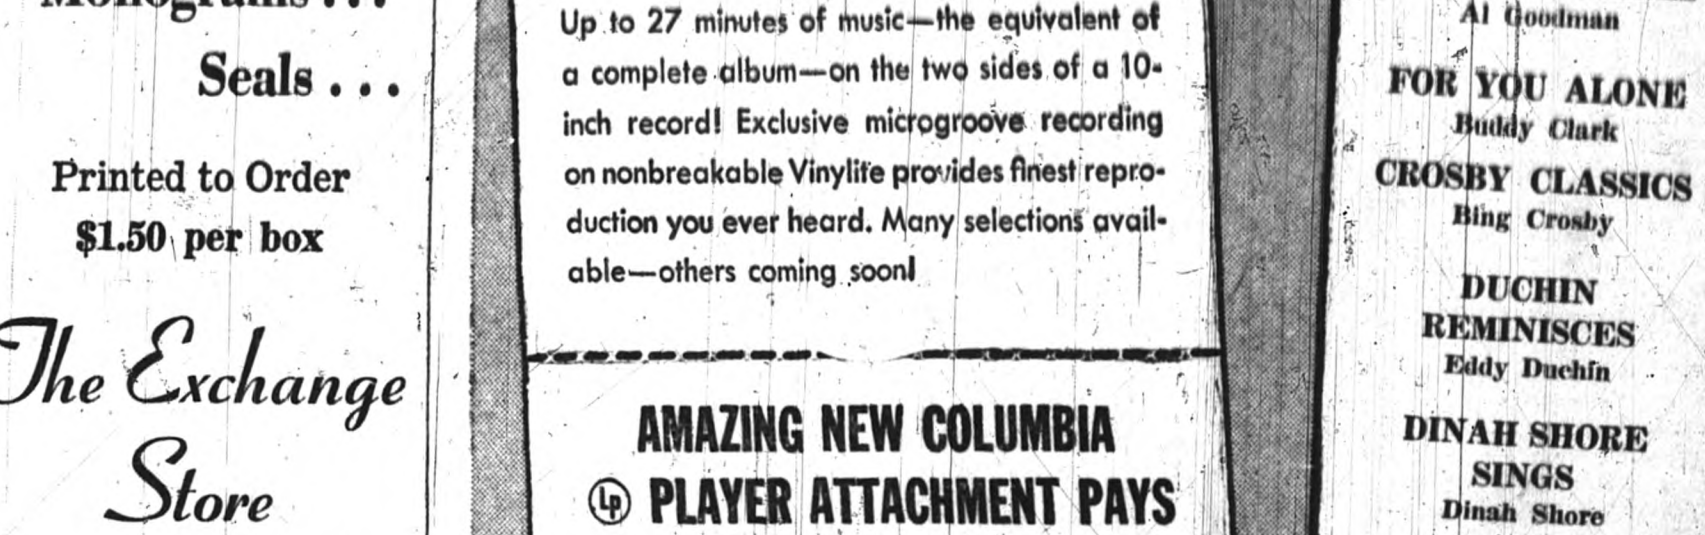 Monograms . . .
Seals . . .
Printed to Order
$1.50 per box
The Exchange
Store
Up to 27 minutes of music—the equivalent of
a complete album—on the two sides of a 10-
inch record! Exclusive microgroove recording
on nonbreakable Vinylite provides finest repro-
duction you ever heard. Many selections avail-
able—others coming soon!
AMAZING NEW COLUMBIA
LP PLAYER ATTACHMENT PAYS
Al Goodman
FOR YOU ALONE
Buddy Clark
CROSBY CLASSICS
Bing Crosby
DUCHIN
REMINISCES
Eddy Duchin
DINAH SHORE
SINGS
Dinah Shore